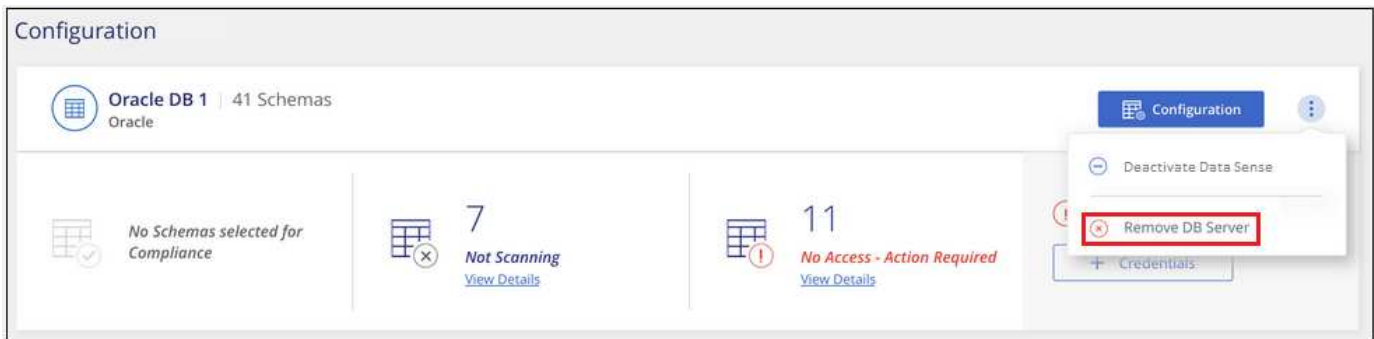 Configuration
Oracle DB 1 | 41 Schemas
Oracle
Configuration
Deactivate Data Sense
Remove DB Server
No Schemas selected for
Compliance
7
Not Scanning
View Details
11
No Access - Action Required
View Details
+ Credentials